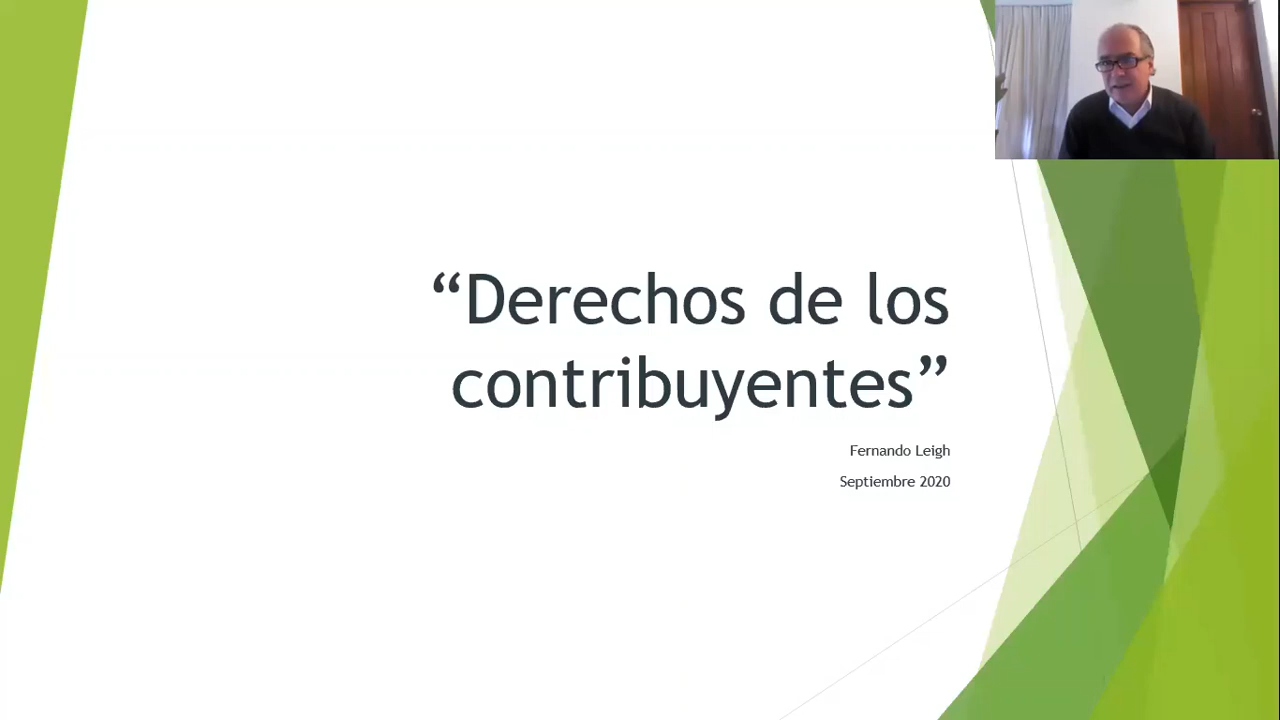 “Derechos de los
contribuyentes”
Fernando Leigh
Septiembre 2020